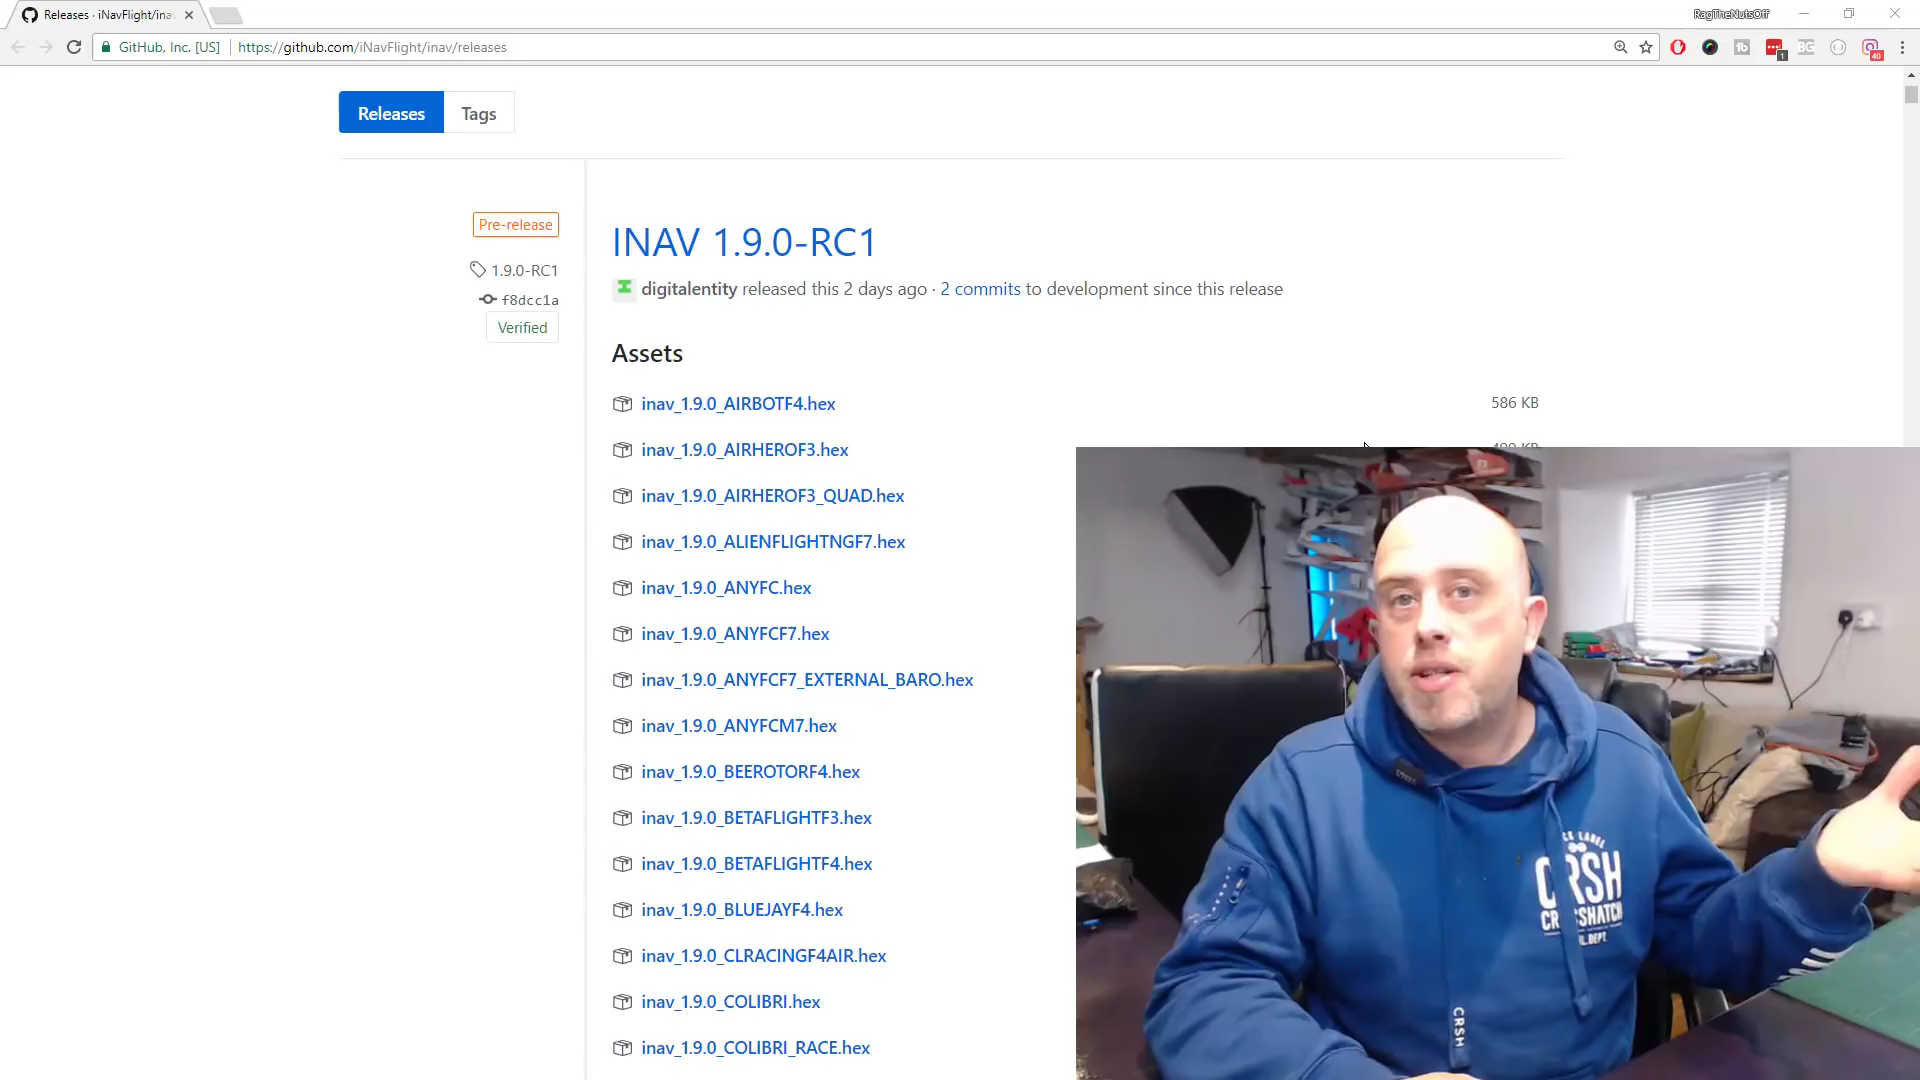 Releases · iNavFlight/ina
RagTheNutsOff
GitHub, Inc. [US]
https://github.com/iNavFlight/inav/releases
1
40
Releases
Tags
Pre-release
1.9.0-RC1
f8dcc1a
Verified
INAV 1.9.0-RC1
digitalentity released this 2 days ago · 2 commits to development since this release
Assets
inav_1.9.0_AIRBOTF4.hex
586 KB
inav_1.9.0_AIRHEROF3.hex
inav_1.9.0_AIRHEROF3_QUAD.hex
inav_1.9.0_ALIENFLIGHTNGF7.hex
inav_1.9.0_ANYFC.hex
inav_1.9.0_ANYFCF7.hex
inav_1.9.0_ANYFCF7_EXTERNAL_BARO.hex
inav_1.9.0_ANYFCM7.hex
inav_1.9.0_BEEROTORF4.hex
inav_1.9.0_BETAFLIGHTF3.hex
inav_1.9.0_BETAFLIGHTF4.hex
inav_1.9.0_BLUEJAYF4.hex
inav_1.9.0_CLRACINGF4AIR.hex
inav_1.9.0_COLIBRI.hex
inav_1.9.0_COLIBRI_RACE.hex
CRSH
CRSH